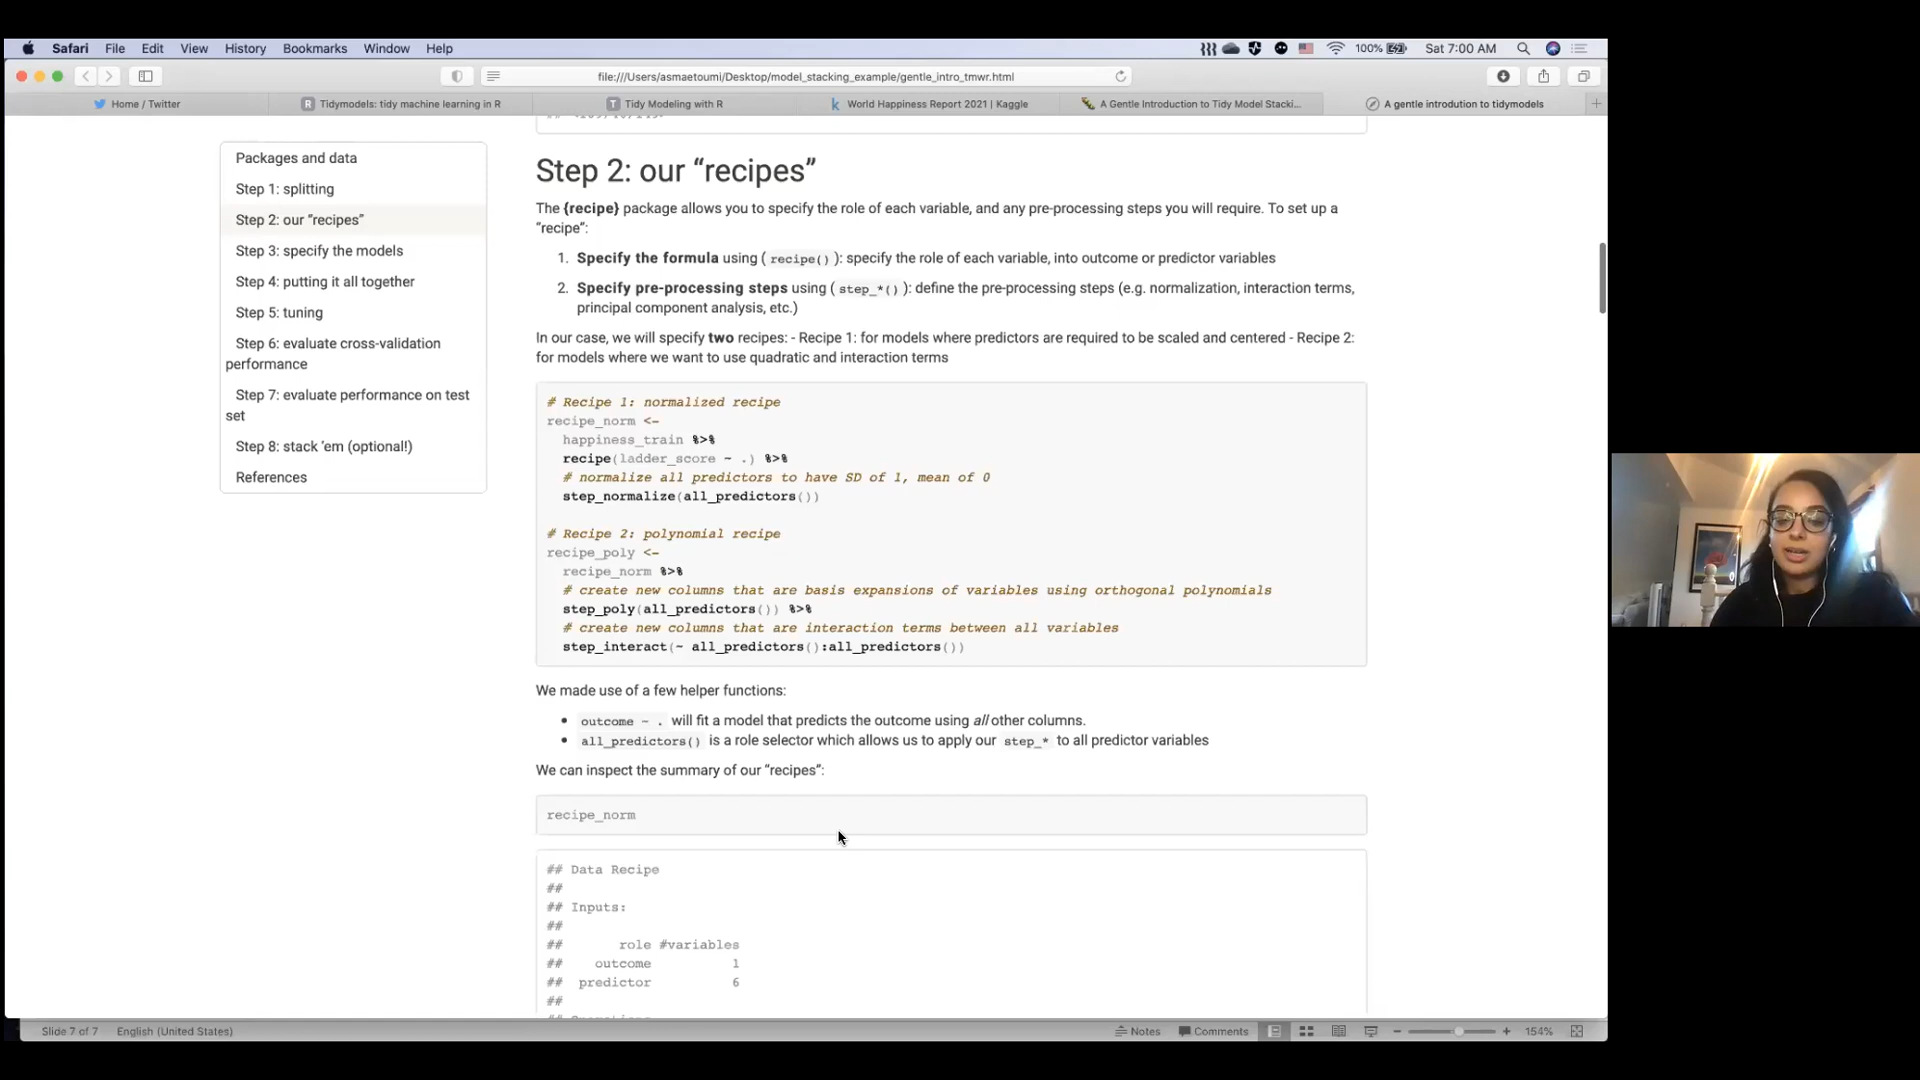 Safari File Edit View History Bookmarks Window Help 100% Sat 7:00 AM
file:///Users/asmaetoumi/Desktop/model_stacking_example/gentle_intro_tmwr.html
Home / Twitter
Tidymodels: tidy machine learning in R
Tidy Modeling with R
World Happiness Report 2021 | Kaggle
A Gentle Introduction to Tidy Model Stacki...
A gentle introdution to tidymodels
Packages and data
Step 1: splitting
Step 2: our “recipes”
Step 3: specify the models
Step 4: putting it all together
Step 5: tuning
Step 6: evaluate cross-validation
performance
Step 7: evaluate performance on test
set
Step 8: stack ’em (optional!)
References
Step 2: our “recipes”
The {recipe} package allows you to specify the role of each variable, and any pre-processing steps you will require. To set up a
“recipe”:
1. Specify the formula using ( recipe() ): specify the role of each variable, into outcome or predictor variables
2. Specify pre-processing steps using ( step_*() ): define the pre-processing steps (e.g. normalization, interaction terms,
principal component analysis, etc.)
In our case, we will specify two recipes: - Recipe 1: for models where predictors are required to be scaled and centered - Recipe 2:
for models where we want to use quadratic and interaction terms
# Recipe 1: normalized recipe
recipe_norm <-
happiness_train %>%
recipe(ladder_score ~ .) %>%
# normalize all predictors to have SD of 1, mean of 0
step_normalize(all_predictors())
# Recipe 2: polynomial recipe
recipe_poly <-
recipe_norm %>%
# create new columns that are basis expansions of variables using orthogonal polynomials
step_poly(all_predictors()) %>%
# create new columns that are interaction terms between all variables
step_interact(~ all_predictors():all_predictors())
We made use of a few helper functions:
• outcome ~ . will fit a model that predicts the outcome using all other columns.
• all_predictors() is a role selector which allows us to apply our step_* to all predictor variables
We can inspect the summary of our “recipes”:
recipe_norm
## Data Recipe
##
## Inputs:
##
## role #variables
## outcome 1
## predictor 6
##
Slide 7 of 7 English (United States) Notes Comments 154%